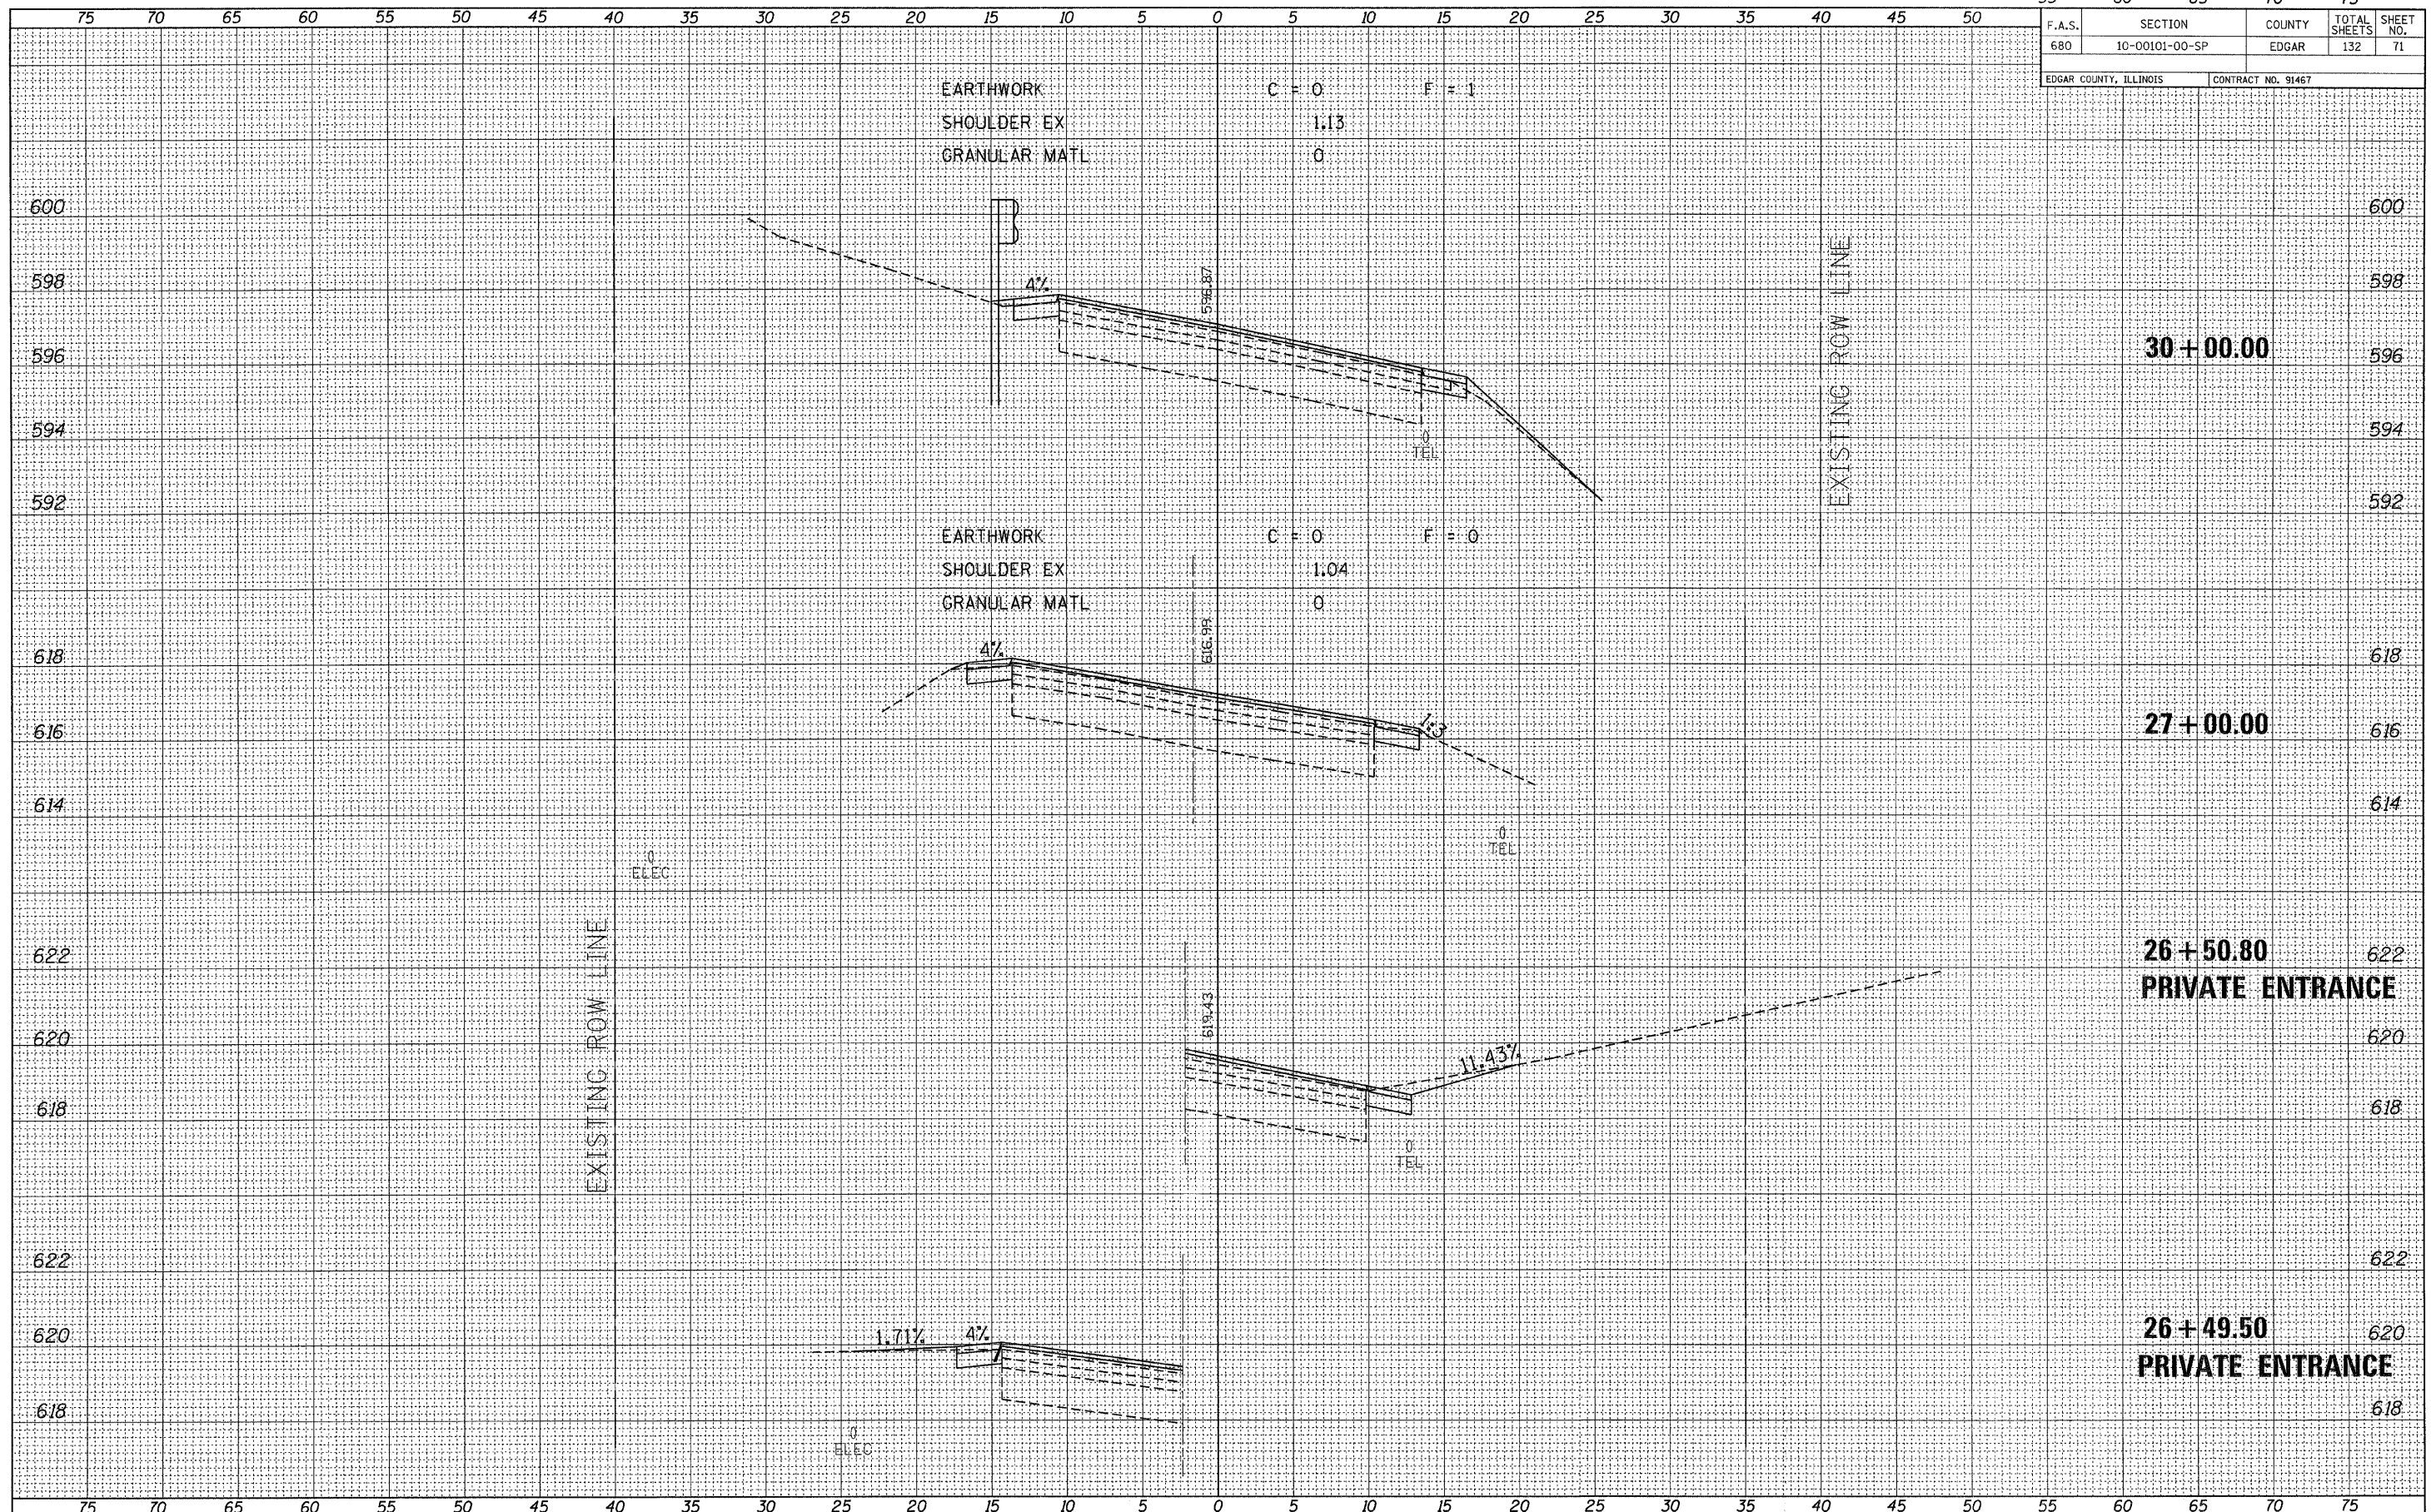 75 70 65 60 55 50 45 40 35 30 25 20 15 10 5 0 5 10 15 20 25 30 35 40 45 50
F.A.S. SECTION COUNTY TOTAL SHEETS SHEET NO.
680 10-00101-00-SP EDGAR 132 71
EDGAR COUNTY, ILLINOIS CONTRACT NO. 91467
EARTHWORK C = 0 F = 1
SHOULDER EX 1.13
GRANULAR MATL 0
600 600
598 4% 596.87 598
596 30+00.00 596
594 594
0
TEL
EXISTING ROW LINE
592 592
EARTHWORK C = 0 F = 0
SHOULDER EX 1.04
GRANULAR MATL 0
618 4% 616.99 618
616 1:3 27+00.00 616
614 614
0
TEL
0
ELEC
EXISTING ROW LINE
622 26+50.80 622
PRIVATE ENTRANCE
620 619.43 11.43% 620
618 618
0
TEL
622 622
620 1.71% 4% 26+49.50 620
PRIVATE ENTRANCE
618 618
0
ELEC
75 70 65 60 55 50 45 40 35 30 25 20 15 10 5 0 5 10 15 20 25 30 35 40 45 50 55 60 65 70 75